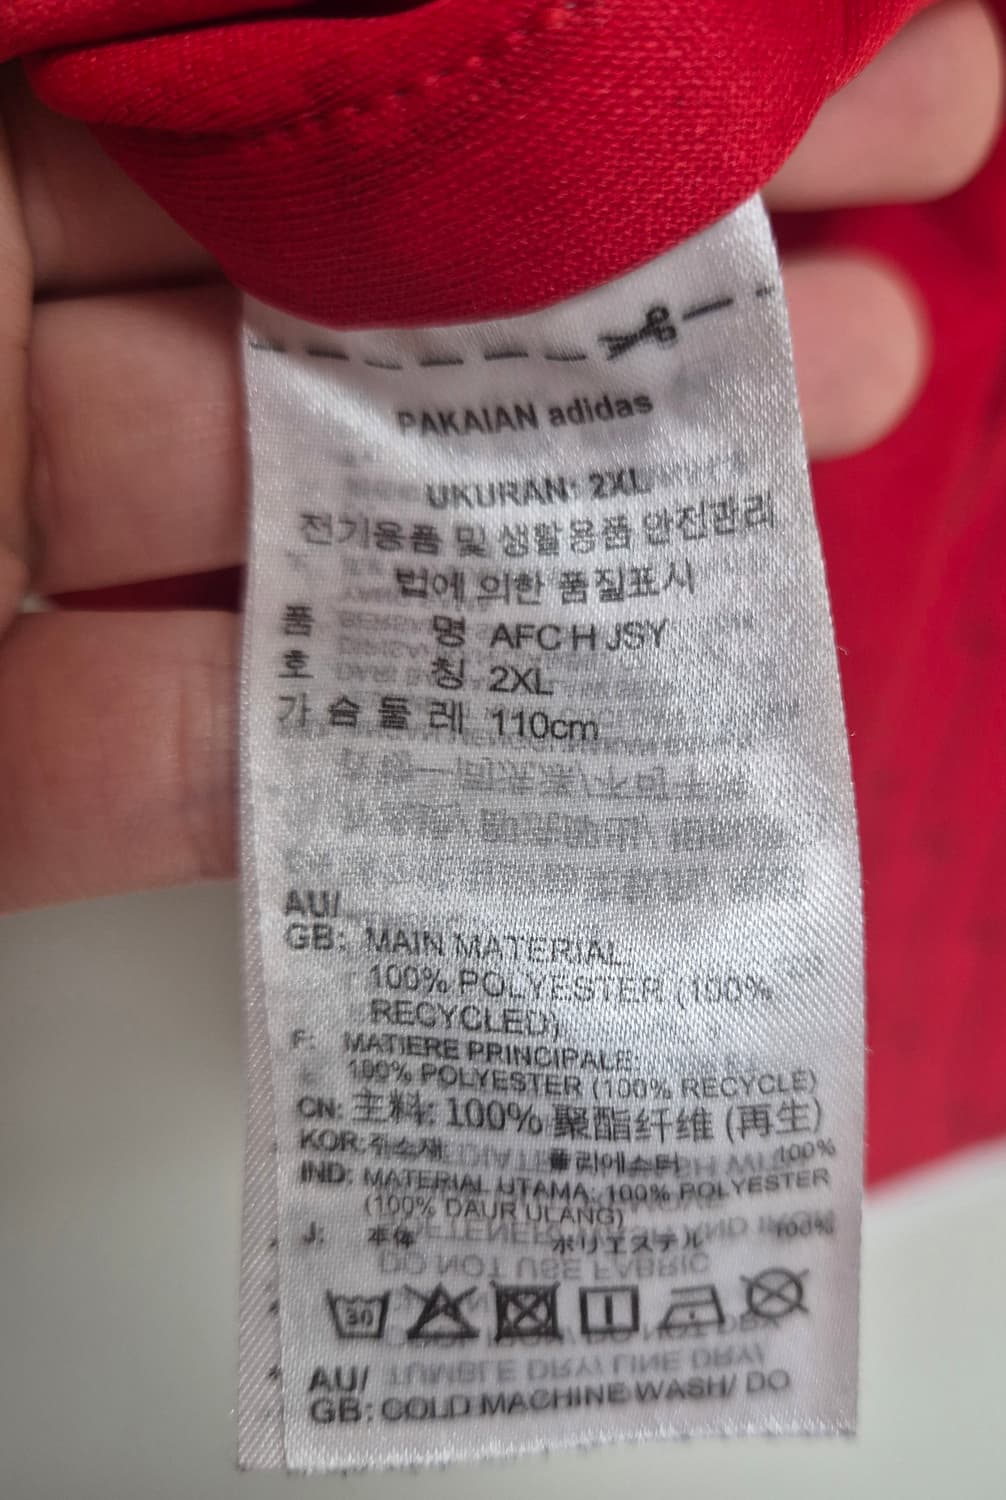 PAKAIAN adidas
UKURAN: 2XL
전기용품 및 생활용품 안전관리
법에 의한 품질표시
품 명 AFC H JSY
호 칭 2XL
가 슴 둘 레 110cm
AU/
GB: MAIN MATERIAL:
100% POLYESTER (100%
RECYCLED)
F: MATIERE PRINCIPALE:
100% POLYESTER (100% RECYCLE)
CN: 主料: 100% 聚酯纤维 (再生)
KOR: 겉소재 폴리에스터 100%
IND: MATERIAL UTAMA: 100% POLYESTER
(100% DAUR ULANG)
J: 本体 ポリエステル 100%
30
AU/
GB: COLD MACHINE WASH/ DO